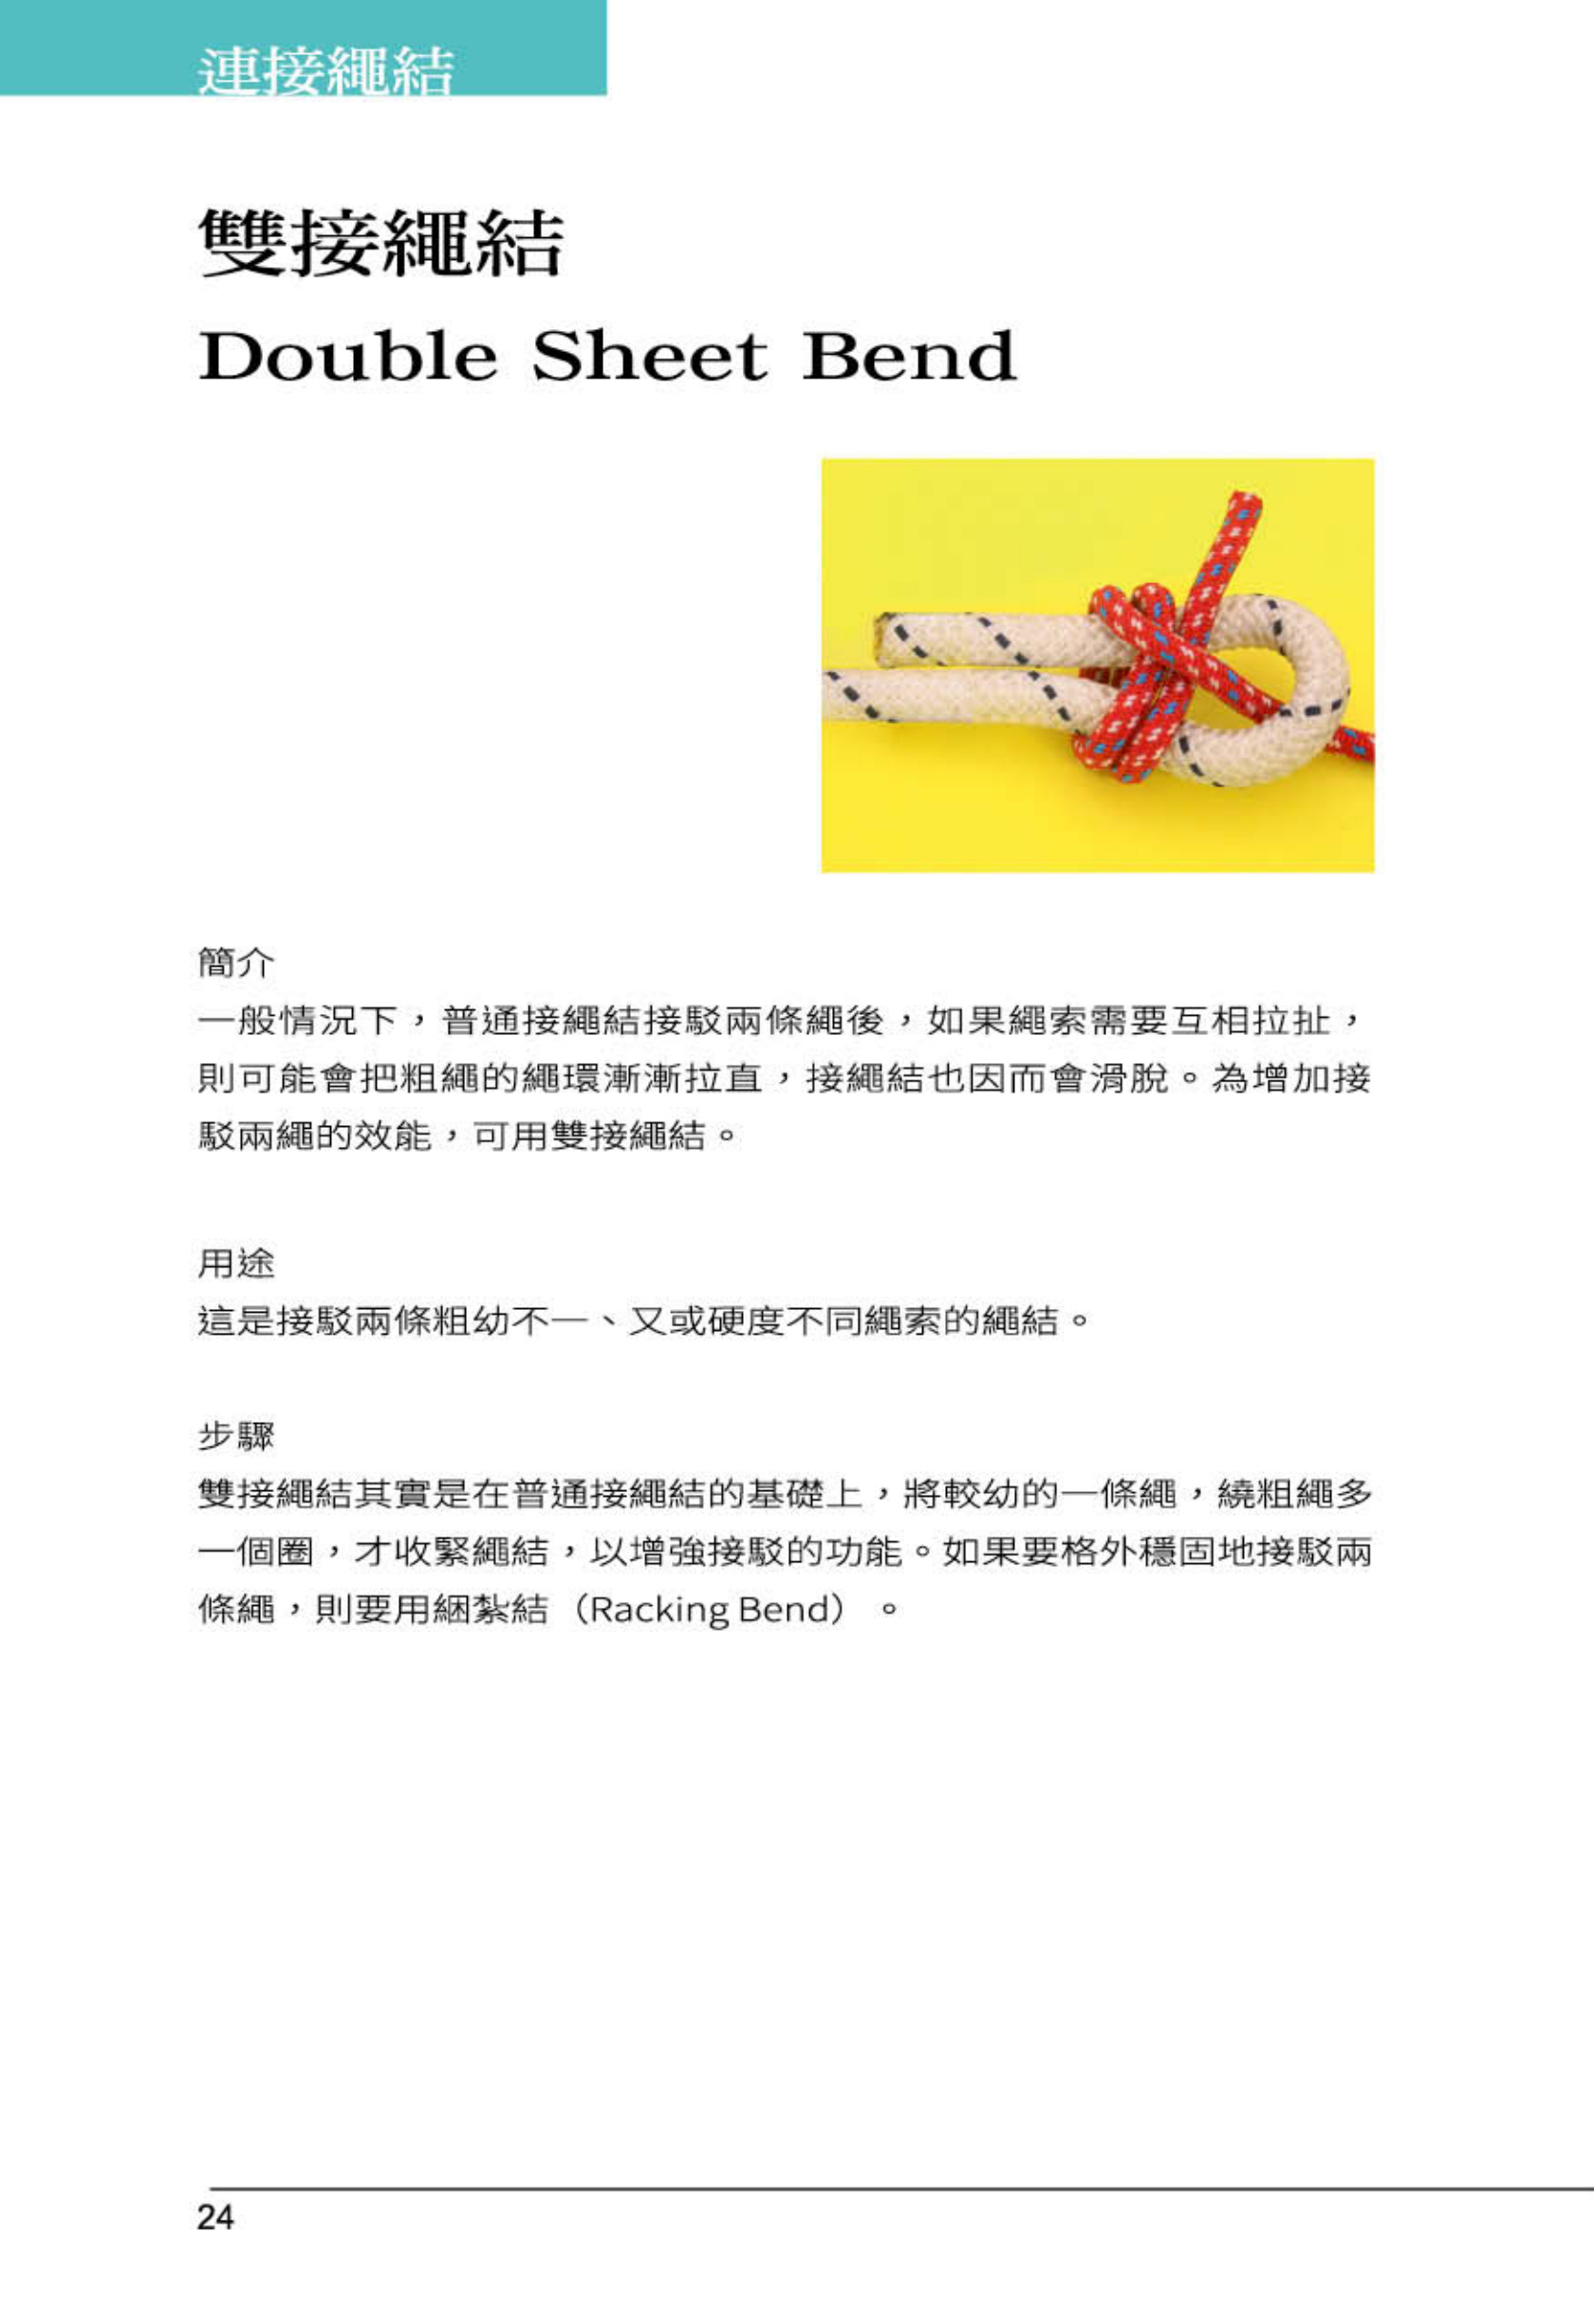 連接繩結
雙接繩結
Double Sheet Bend
簡介
一般情況下，普通接繩結接駁兩條繩後，如果繩索需要互相拉扯，
則可能會把粗繩的繩環漸漸拉直，接繩結也因而會滑脫。為增加接
駁兩繩的效能，可用雙接繩結。
用途
這是接駁兩條粗幼不一、又或硬度不同繩索的繩結。
步驟
雙接繩結其實是在普通接繩結的基礎上，將較幼的一條繩，繞粗繩多
一個圈，才收緊繩結，以增強接駁的功能。如果要格外穩固地接駁兩
條繩，則要用綑紮結（Racking Bend）。
24